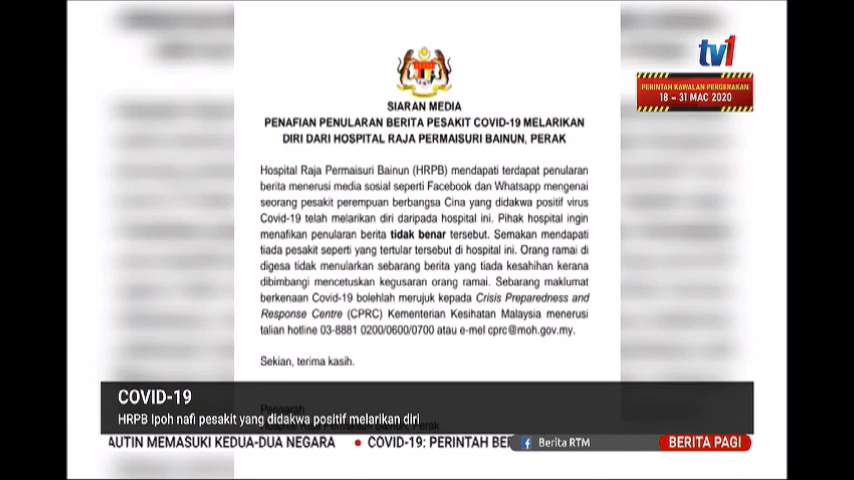 tv1
PERINTAH KAWALAN PERGERAKAN
18 - 31 MAC 2020
SIARAN MEDIA
PENAFIAN PENULARAN BERITA PESAKIT COVID-19 MELARIKAN
DIRI DARI HOSPITAL RAJA PERMAISURI BAINUN, PERAK
Hospital Raja Permaisuri Bainun (HRPB) mendapati terdapat penularan
berita menerusi media sosial seperti Facebook dan Whatsapp mengenai
seorang pesakit perempuan berbangsa Cina yang didakwa positif virus
Covid-19 telah melarikan diri daripada hospital ini. Pihak hospital ingin
menafikan penularan berita tidak benar tersebut. Semakan mendapati
tiada pesakit seperti yang tertular tersebut di hospital ini. Orang ramai di
digesa tidak menularkan sebarang berita yang tiada kesahihan kerana
dibimbangi mencetuskan kegusaran orang ramai. Sebarang maklumat
berkenaan Covid-19 bolehlah merujuk kepada Crisis Preparedness and
Response Centre (CPRC) Kementerian Kesihatan Malaysia menerusi
talian hotline 03-8881 0200/0600/0700 atau e-mel cprc@moh.gov.my.
Sekian, terima kasih.
COVID-19
HRPB Ipoh nafi pesakit yang didakwa positif melarikan diri
AUTIN MEMASUKI KEDUA-DUA NEGARA • COVID-19: PERINTAH BER
Berita RTM
BERITA PAGI